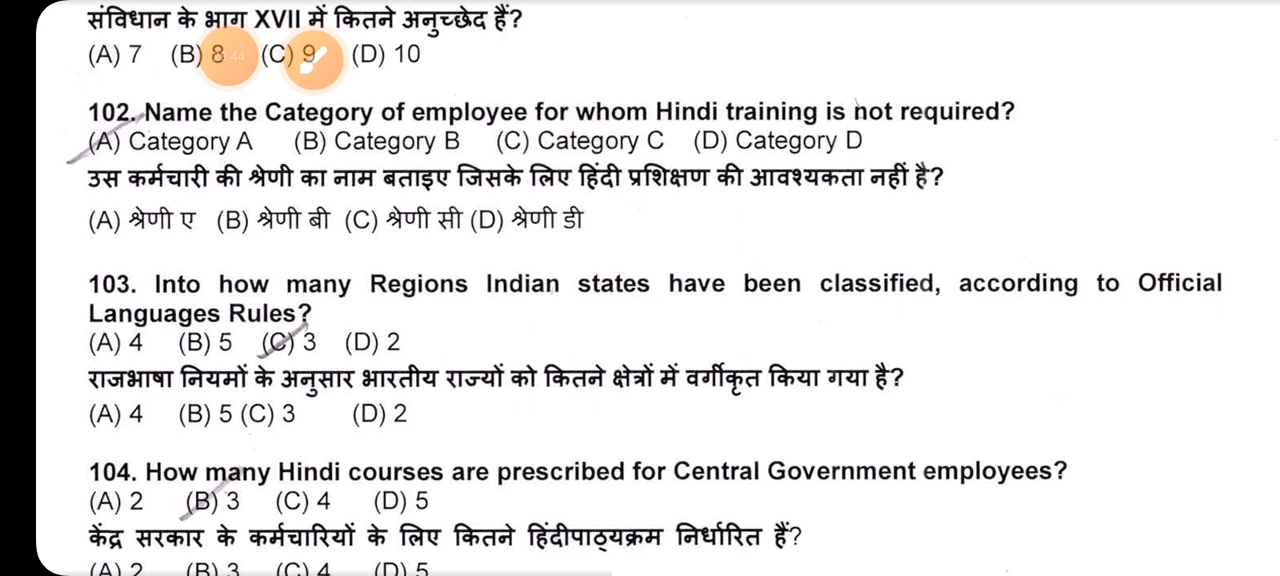 संविधान के भाग XVII में कितने अनुच्छेद हैं?
(A) 7 (B) 8 (C) 9 (D) 10
102. Name the Category of employee for whom Hindi training is not required?
(A) Category A (B) Category B (C) Category C (D) Category D
उस कर्मचारी की श्रेणी का नाम बताइए जिसके लिए हिंदी प्रशिक्षण की आवश्यकता नहीं है?
(A) श्रेणी ए (B) श्रेणी बी (C) श्रेणी सी (D) श्रेणी डी
103. Into how many Regions Indian states have been classified, according to Official
Languages Rules?
(A) 4 (B) 5 (C) 3 (D) 2
राजभाषा नियमों के अनुसार भारतीय राज्यों को कितने क्षेत्रों में वर्गीकृत किया गया है?
(A) 4 (B) 5 (C) 3 (D) 2
104. How many Hindi courses are prescribed for Central Government employees?
(A) 2 (B) 3 (C) 4 (D) 5
केंद्र सरकार के कर्मचारियों के लिए कितने हिंदीपाठ्यक्रम निर्धारित हैं?
(A) 2 (B) 3 (C) 4 (D) 5